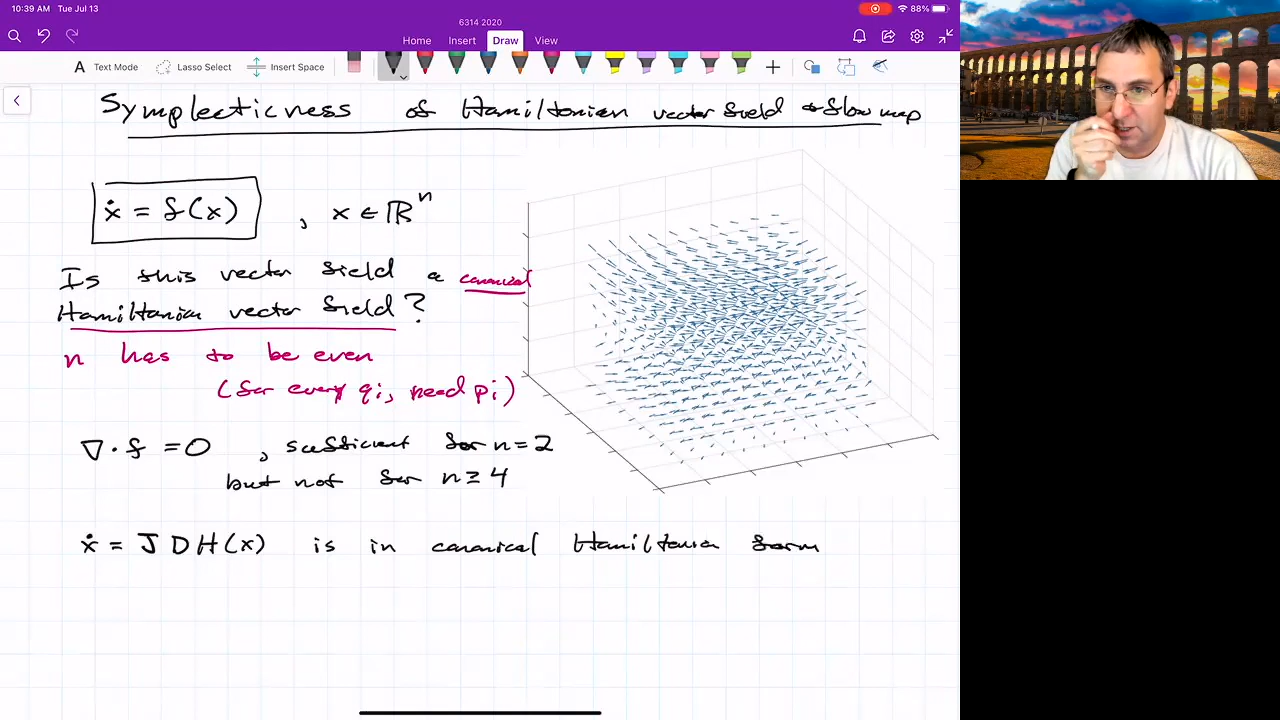 10:39 AM Tue Jul 13
88%
6314 2020
Home Insert Draw View
Text Mode Lasso Select Insert Space
Symplecticness of Hamiltonian vector field & flow map
ẋ = f(x) , x ∈ ℝⁿ
Is this vector field a canonical
Hamiltonian vector field?
n has to be even
(for every qi, need pi)
∇·f = 0 , sufficient for n=2
but not for n≥4
ẋ = J D H(x) is in canonical Hamiltonian form